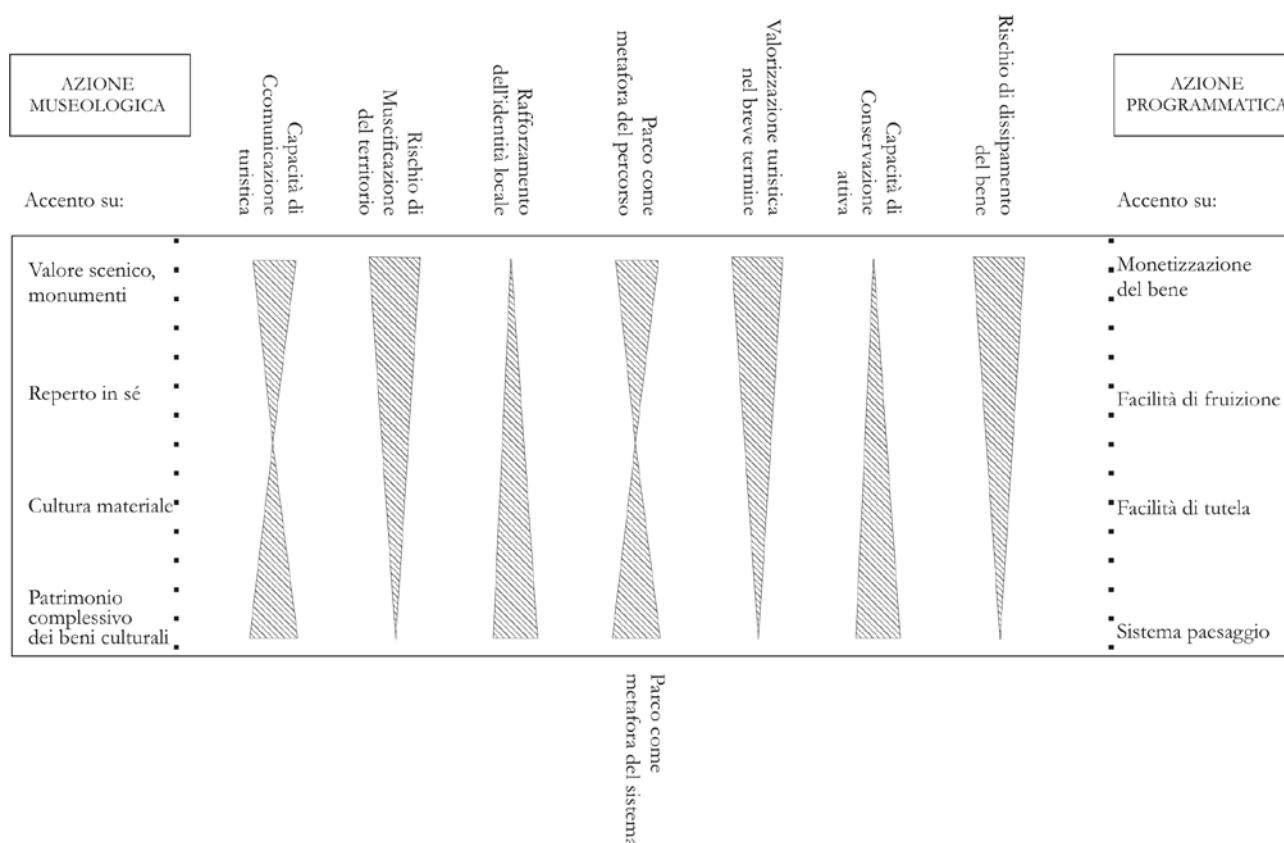 AZIONE
MUSEOLOGICA
Accento su:
Capacità di
Ccomunicazione
turistica
Rischio di
Museificazione
del territorio
Rafforzamento
dell'identità locale
Parco come
metafora del percorso
Valorizzazione turistica
nel breve termine
Capacità di
Conservazione
attiva
Rischio di dissipamento
del bene
AZIONE
PROGRAMMATICA
Accento su:
Valore scenico,
monumenti
Reperto in sé
Cultura materiale
Patrimonio
complessivo
dei beni culturali
Monetizzazione
del bene
Facilità di fruizione
Facilità di tutela
Sistema paesaggio
Parco come
metafora del sistema